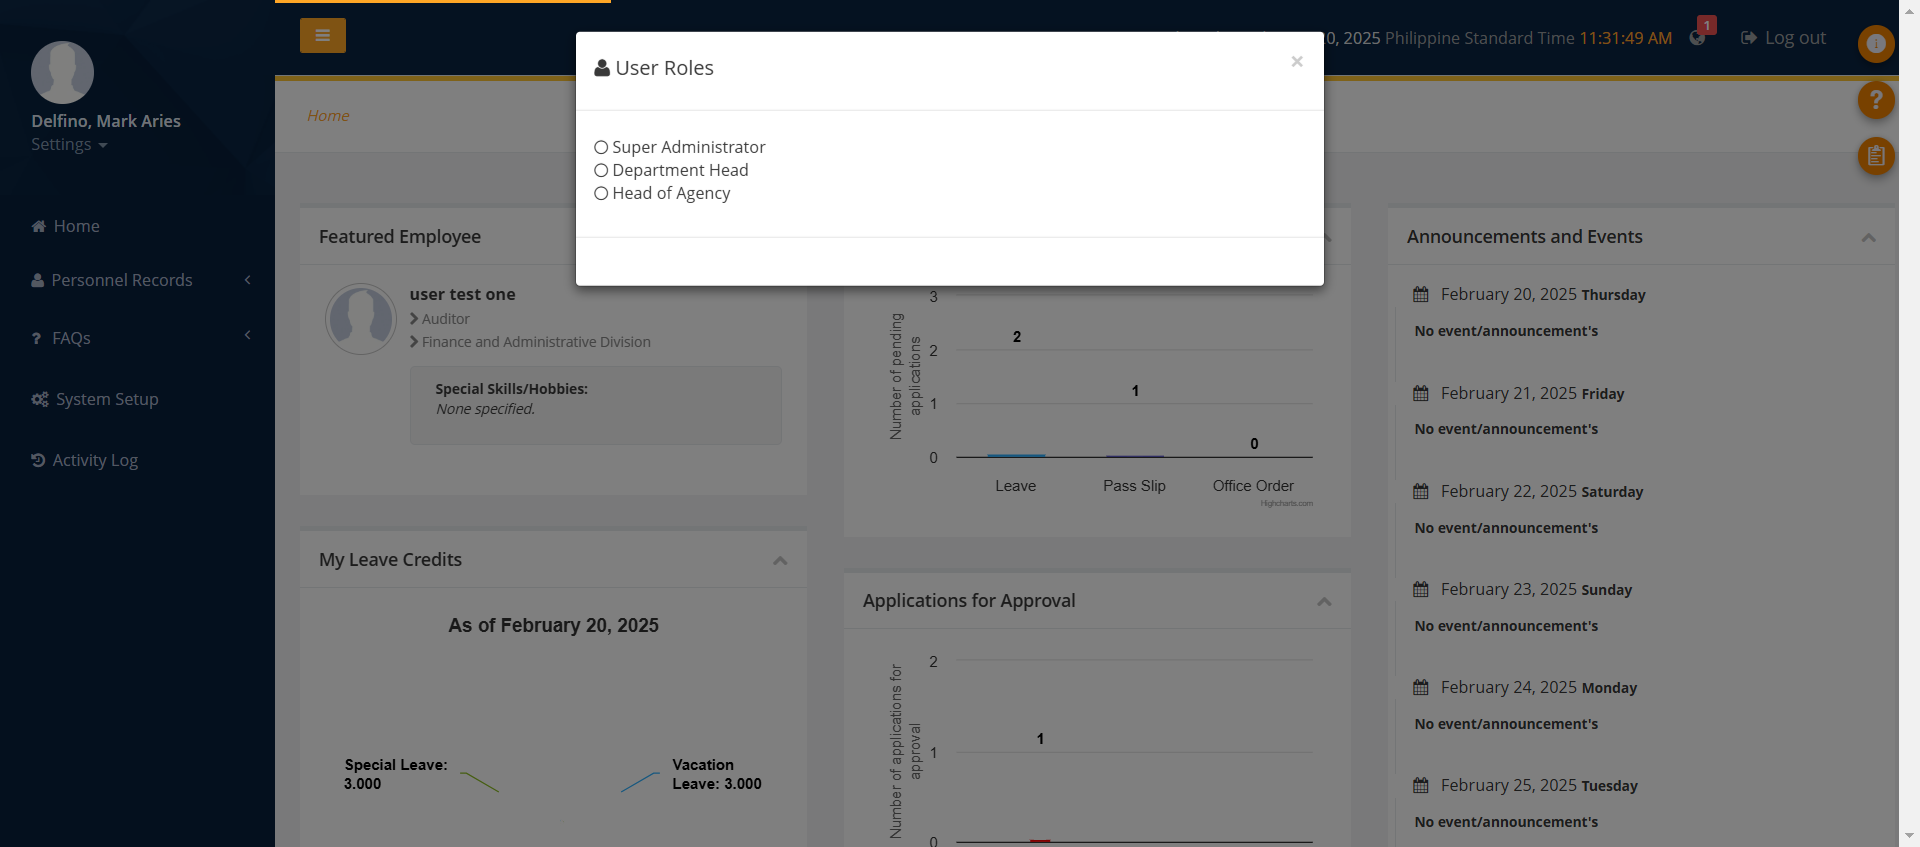 Delfino, Mark Aries
Settings
Home
Personnel Records
FAQs
System Setup
Activity Log
0, 2025 Philippine Standard Time 11:31:49 AM
1
Log out
Home
User Roles
×
Super Administrator
Department Head
Head of Agency
Featured Employee
user test one
Auditor
Finance and Administrative Division
Special Skills/Hobbies:
None specified.
My Leave Credits
As of February 20, 2025
Special Leave:
3.000
Vacation
Leave: 3.000
Number of pending
applications
3
2
1
0
2
1
0
Leave
Pass Slip
Office Order
Highcharts.com
Applications for Approval
Number of applications for
approval
2
1
0
1
Announcements and Events
February 20, 2025 Thursday
No event/announcement's
February 21, 2025 Friday
No event/announcement's
February 22, 2025 Saturday
No event/announcement's
February 23, 2025 Sunday
No event/announcement's
February 24, 2025 Monday
No event/announcement's
February 25, 2025 Tuesday
No event/announcement's